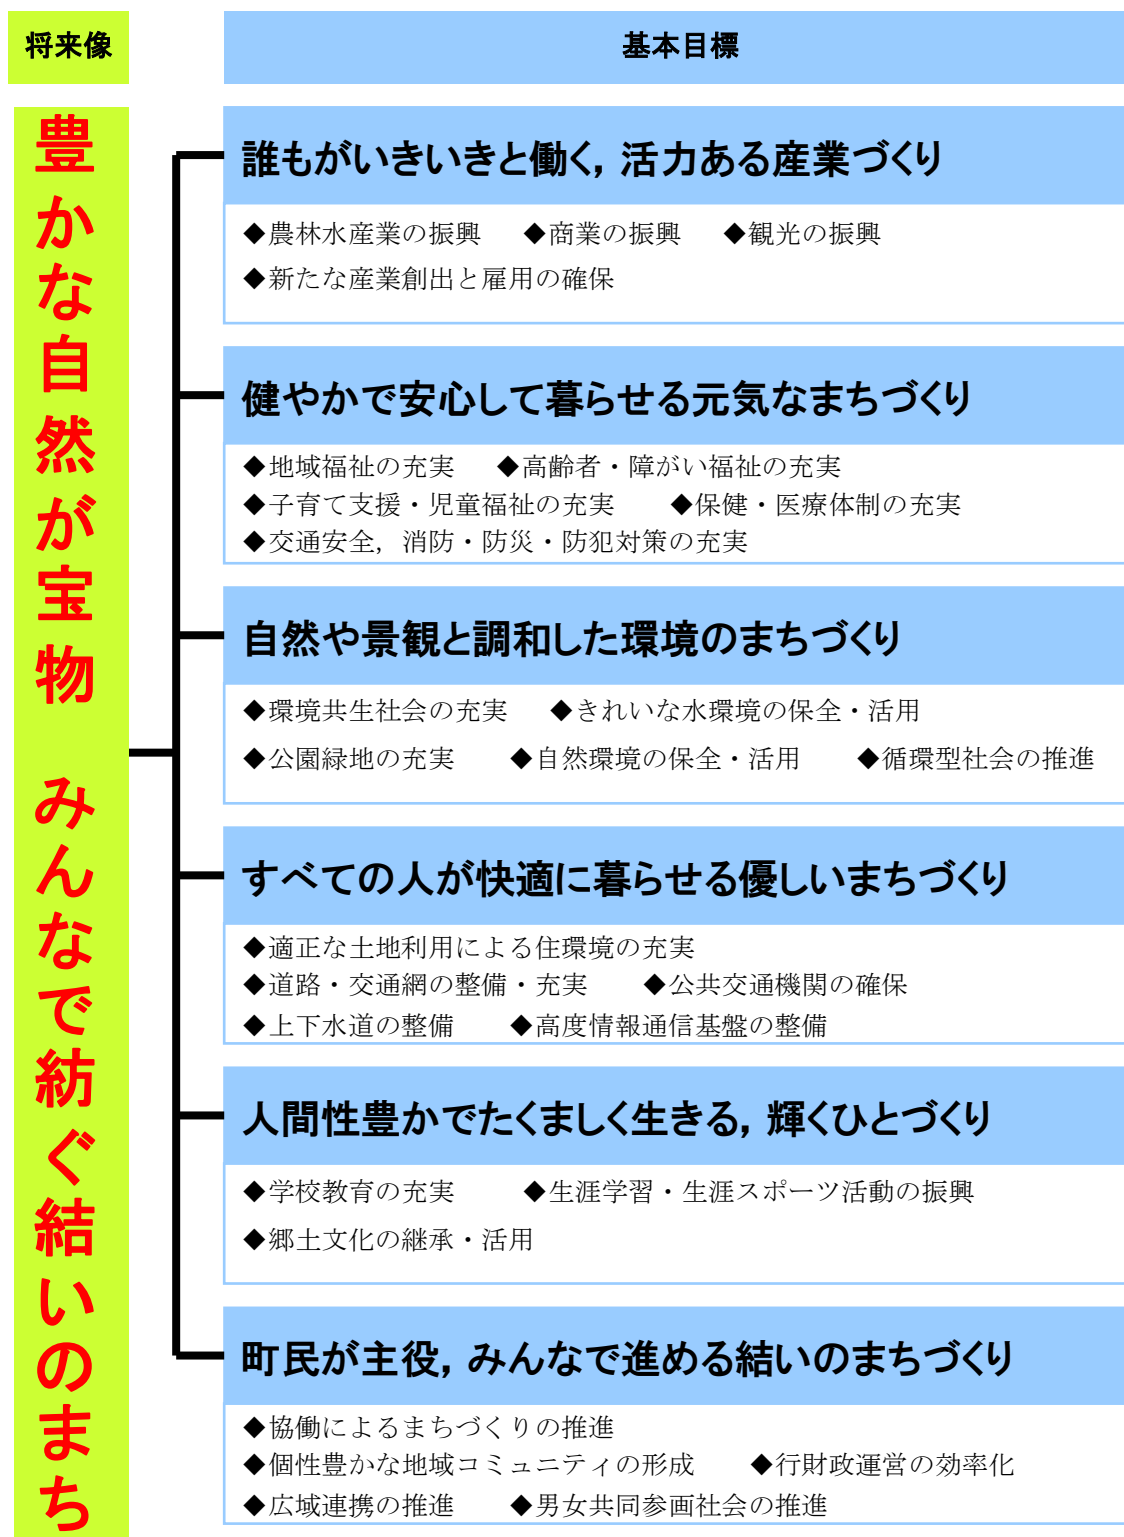 将来像
基本目標
豊かな自然が宝物　みんなで紡ぐ結いのまち
誰もがいきいきと働く，活力ある産業づくり
◆農林水産業の振興　◆商業の振興　◆観光の振興
◆新たな産業創出と雇用の確保
健やかで安心して暮らせる元気なまちづくり
◆地域福祉の充実　◆高齢者・障がい福祉の充実
◆子育て支援・児童福祉の充実　◆保健・医療体制の充実
◆交通安全，消防・防災・防犯対策の充実
自然や景観と調和した環境のまちづくり
◆環境共生社会の充実　◆きれいな水環境の保全・活用
◆公園緑地の充実　◆自然環境の保全・活用　◆循環型社会の推進
すべての人が快適に暮らせる優しいまちづくり
◆適正な土地利用による住環境の充実
◆道路・交通網の整備・充実　◆公共交通機関の確保
◆上下水道の整備　◆高度情報通信基盤の整備
人間性豊かでたくましく生きる，輝くひとづくり
◆学校教育の充実　◆生涯学習・生涯スポーツ活動の振興
◆郷土文化の継承・活用
町民が主役，みんなで進める結いのまちづくり
◆協働によるまちづくりの推進
◆個性豊かな地域コミュニティの形成　◆行財政運営の効率化
◆広域連携の推進　◆男女共同参画社会の推進